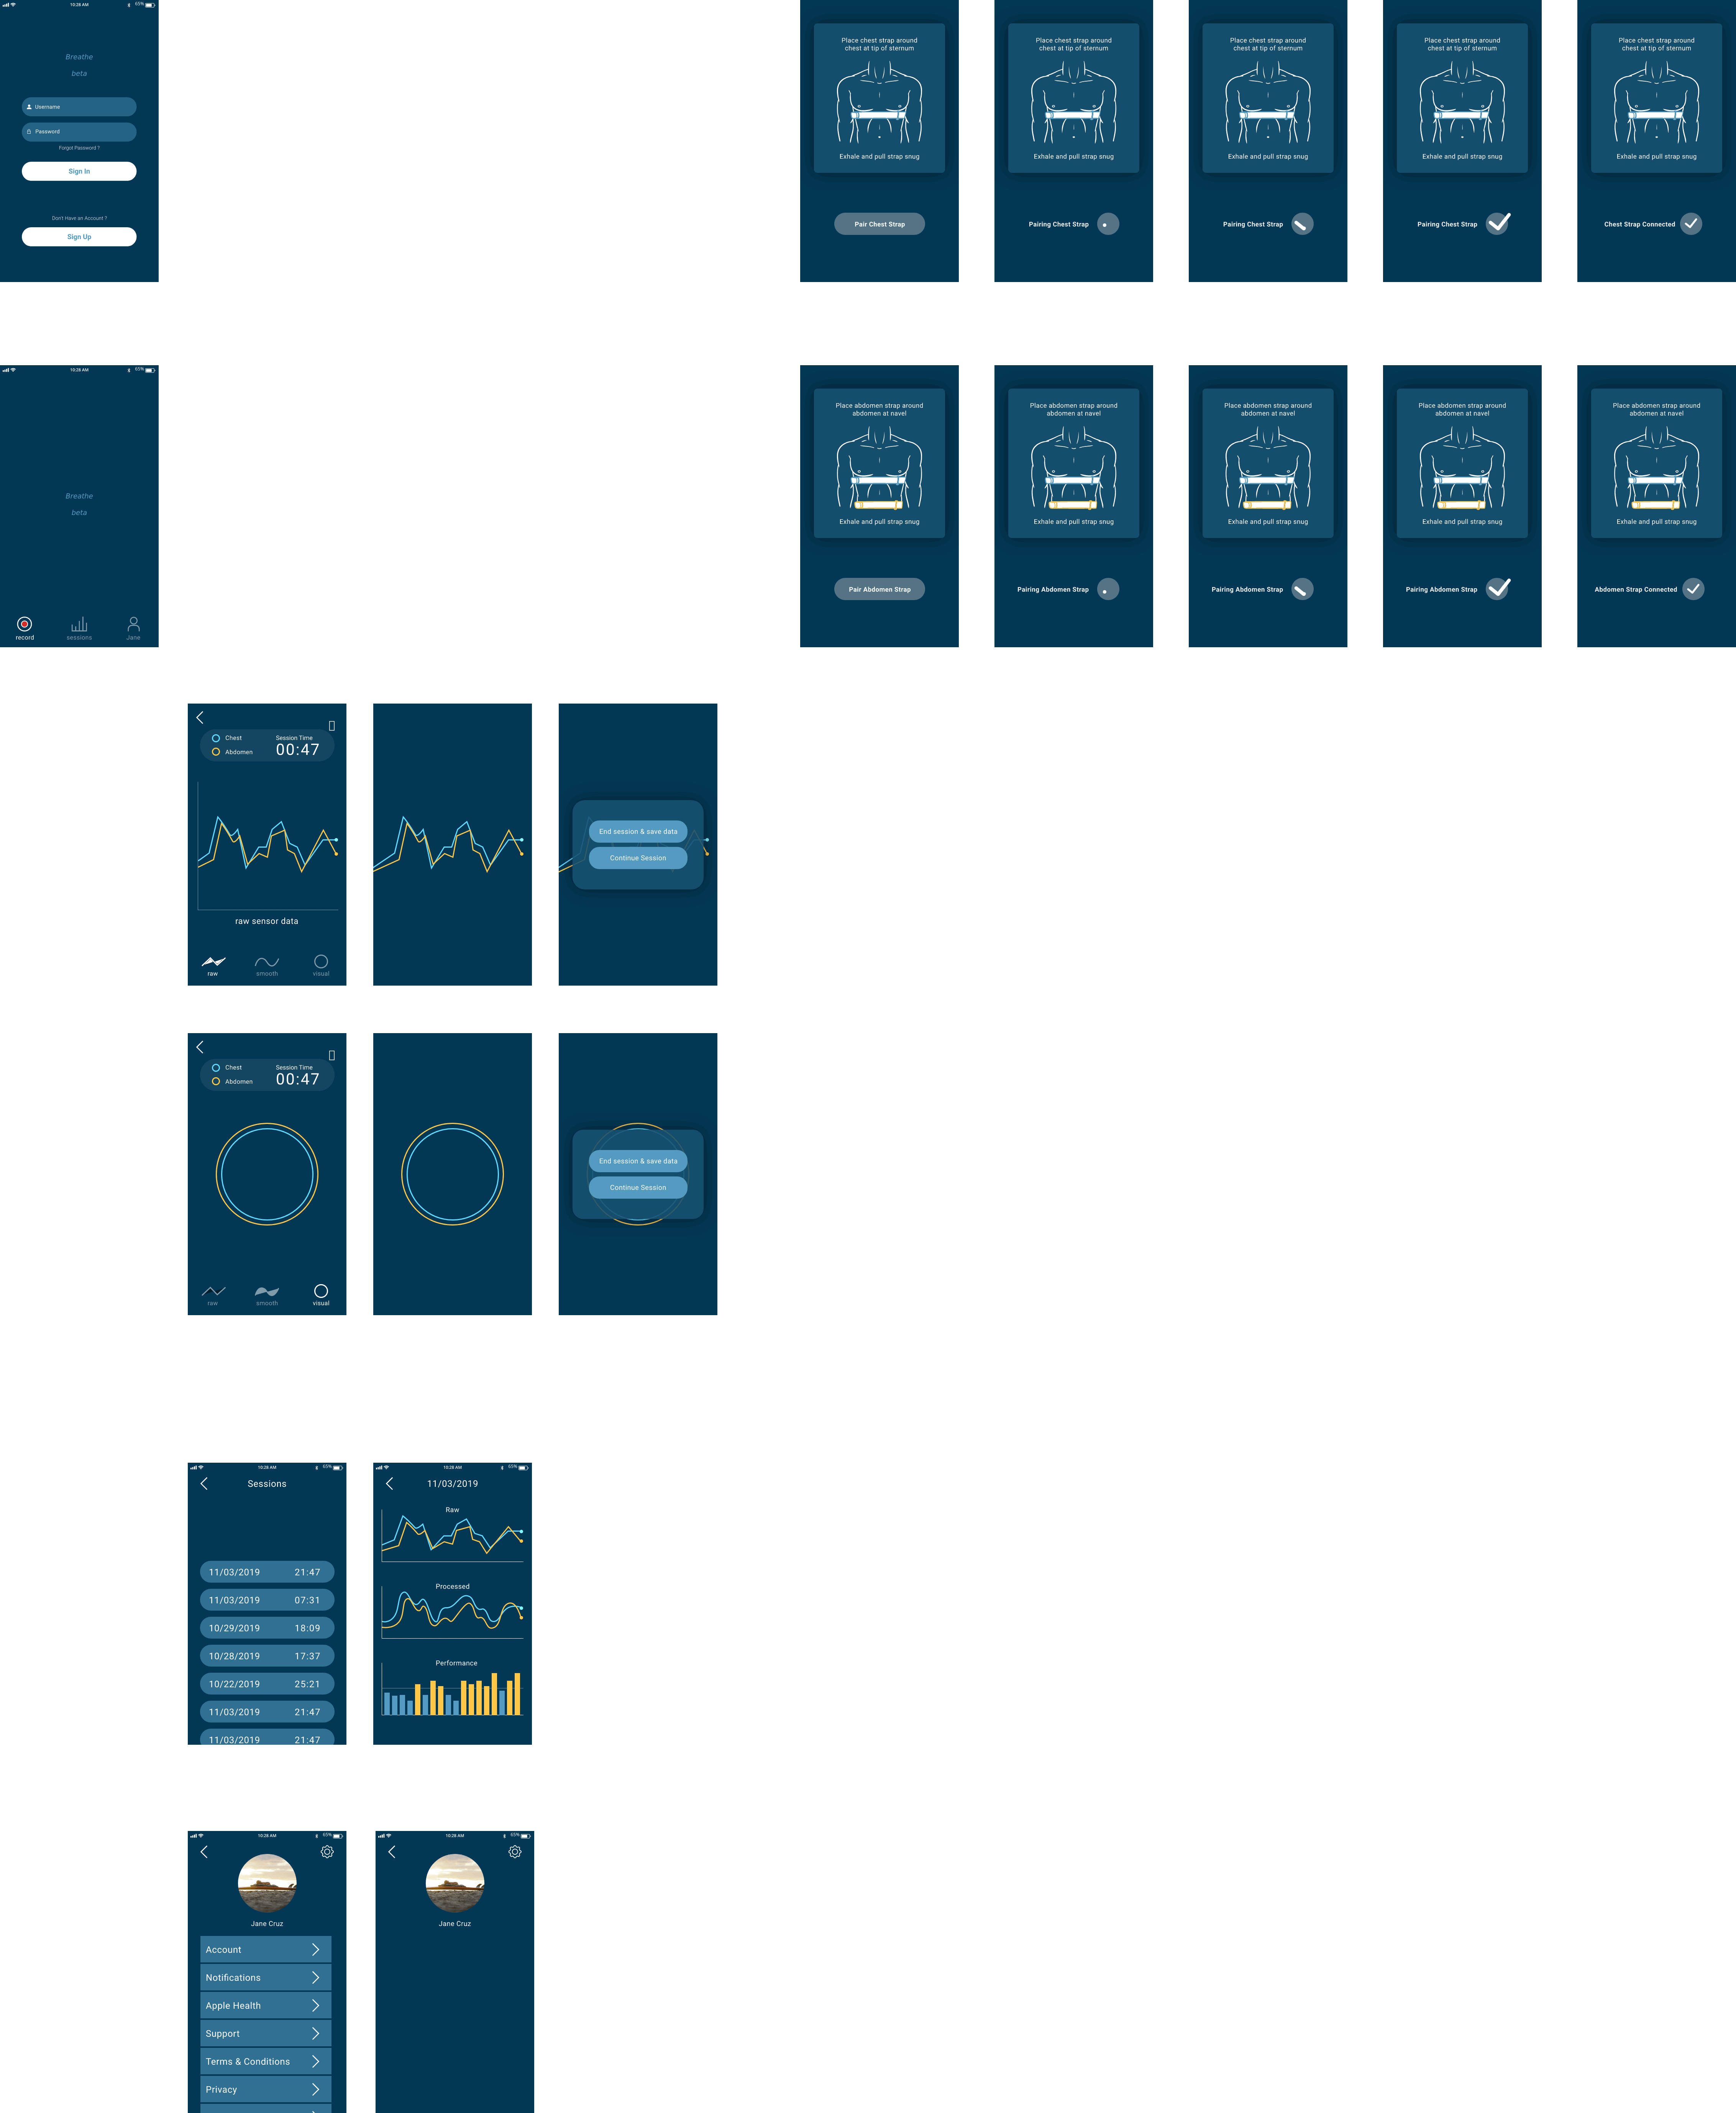 10:28 AM
65%
Breathe
beta
Username
Password
Forgot Password ?
Sign In
Don't Have an Account ?
Sign Up
Place chest strap around
chest at tip of sternum
Exhale and pull strap snug
Pair Chest Strap
Place chest strap around
chest at tip of sternum
Exhale and pull strap snug
Pairing Chest Strap
Place chest strap around
chest at tip of sternum
Exhale and pull strap snug
Pairing Chest Strap
Place chest strap around
chest at tip of sternum
Exhale and pull strap snug
Pairing Chest Strap
Place chest strap around
chest at tip of sternum
Exhale and pull strap snug
Chest Strap Connected
10:28 AM
65%
Breathe
beta
record
sessions
Jane
Place abdomen strap around
abdomen at navel
Exhale and pull strap snug
Pair Abdomen Strap
Place abdomen strap around
abdomen at navel
Exhale and pull strap snug
Pairing Abdomen Strap
Place abdomen strap around
abdomen at navel
Exhale and pull strap snug
Pairing Abdomen Strap
Place abdomen strap around
abdomen at navel
Exhale and pull strap snug
Pairing Abdomen Strap
Place abdomen strap around
abdomen at navel
Exhale and pull strap snug
Abdomen Strap Connected
Chest
Abdomen
Session Time
00:47
raw sensor data
raw
smooth
visual
End session & save data
Continue Session
Chest
Abdomen
Session Time
00:47
raw
smooth
visual
End session & save data
Continue Session
10:28 AM
65%
Sessions
11/03/2019 21:47
11/03/2019 07:31
10/29/2019 18:09
10/28/2019 17:37
10/22/2019 25:21
11/03/2019 21:47
11/03/2019 21:47
10:28 AM
65%
11/03/2019
Raw
Processed
Performance
10:28 AM
65%
Jane Cruz
Account
Notifications
Apple Health
Support
Terms & Conditions
Privacy
10:28 AM
65%
Jane Cruz